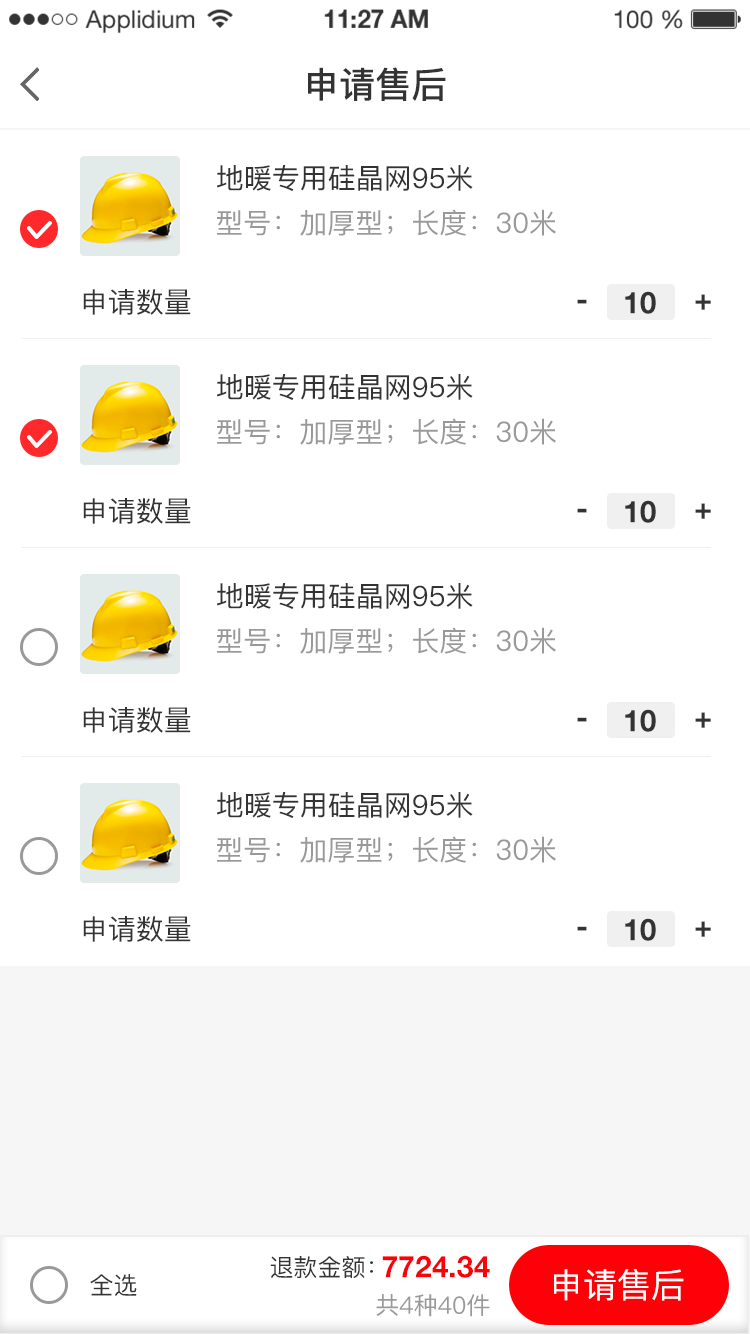 Applidium 11:27 AM 100 %
申请售后
地暖专用硅晶网95米
型号：加厚型；长度：30米
申请数量 - 10 +
地暖专用硅晶网95米
型号：加厚型；长度：30米
申请数量 - 10 +
地暖专用硅晶网95米
型号：加厚型；长度：30米
申请数量 - 10 +
地暖专用硅晶网95米
型号：加厚型；长度：30米
申请数量 - 10 +
全选
退款金额：7724.34
共4种40件
申请售后